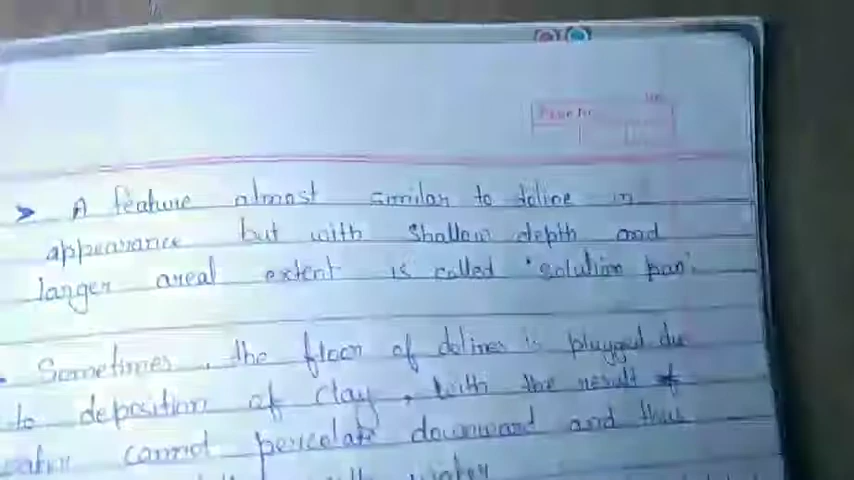 Page No.
➢ A feature almost similar to doline in
appearance but with shallow depth and
larger areal extent is called 'solution pan'.
Sometimes, the floor of dolines is plugged due
to deposition of clay, with the result
cannot percolate downward and thus
water